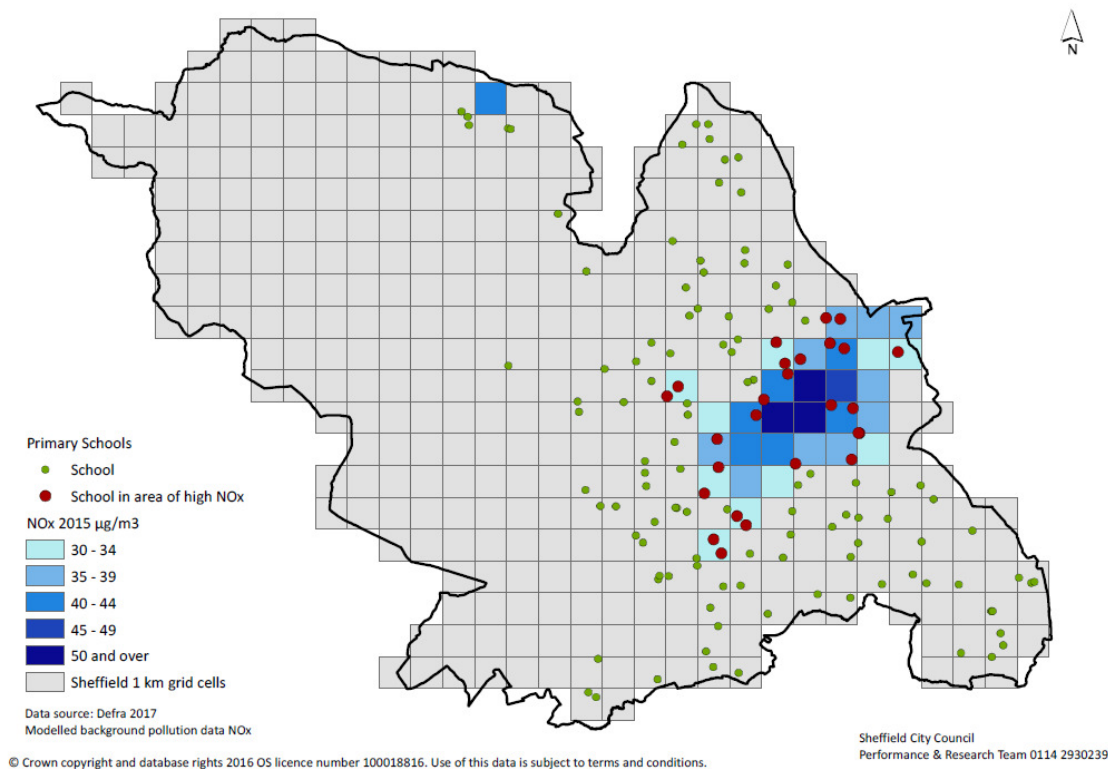 N
Primary Schools
School
School in area of high NOx
NOx 2015 µg/m3
30 - 34
35 - 39
40 - 44
45 - 49
50 and over
Sheffield 1 km grid cells
Data source: Defra 2017
Modelled background pollution data NOx
Sheffield City Council
Performance & Research Team 0114 2930239
© Crown copyright and database rights 2016 OS licence number 100018816. Use of this data is subject to terms and conditions.